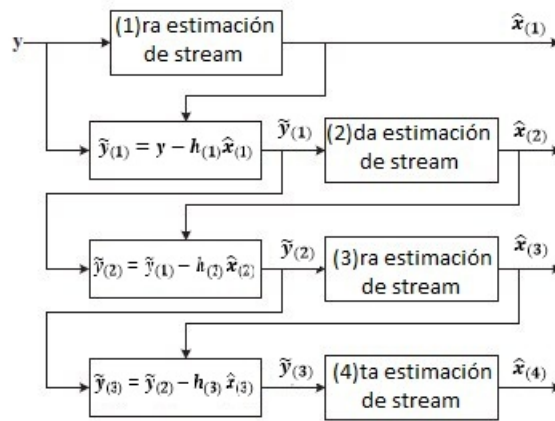 (1)ra estimación
de stream
x̂₍₁₎
y
ỹ₍₁₎ = y − h₍₁₎x̂₍₁₎
ỹ₍₁₎
(2)da estimación
de stream
x̂₍₂₎
ỹ₍₂₎ = ỹ₍₁₎ − h₍₂₎x̂₍₂₎
ỹ₍₂₎
(3)ra estimación
de stream
x̂₍₃₎
ỹ₍₃₎ = ỹ₍₂₎ − h₍₃₎x̂₍₃₎
ỹ₍₃₎
(4)ta estimación
de stream
x̂₍₄₎